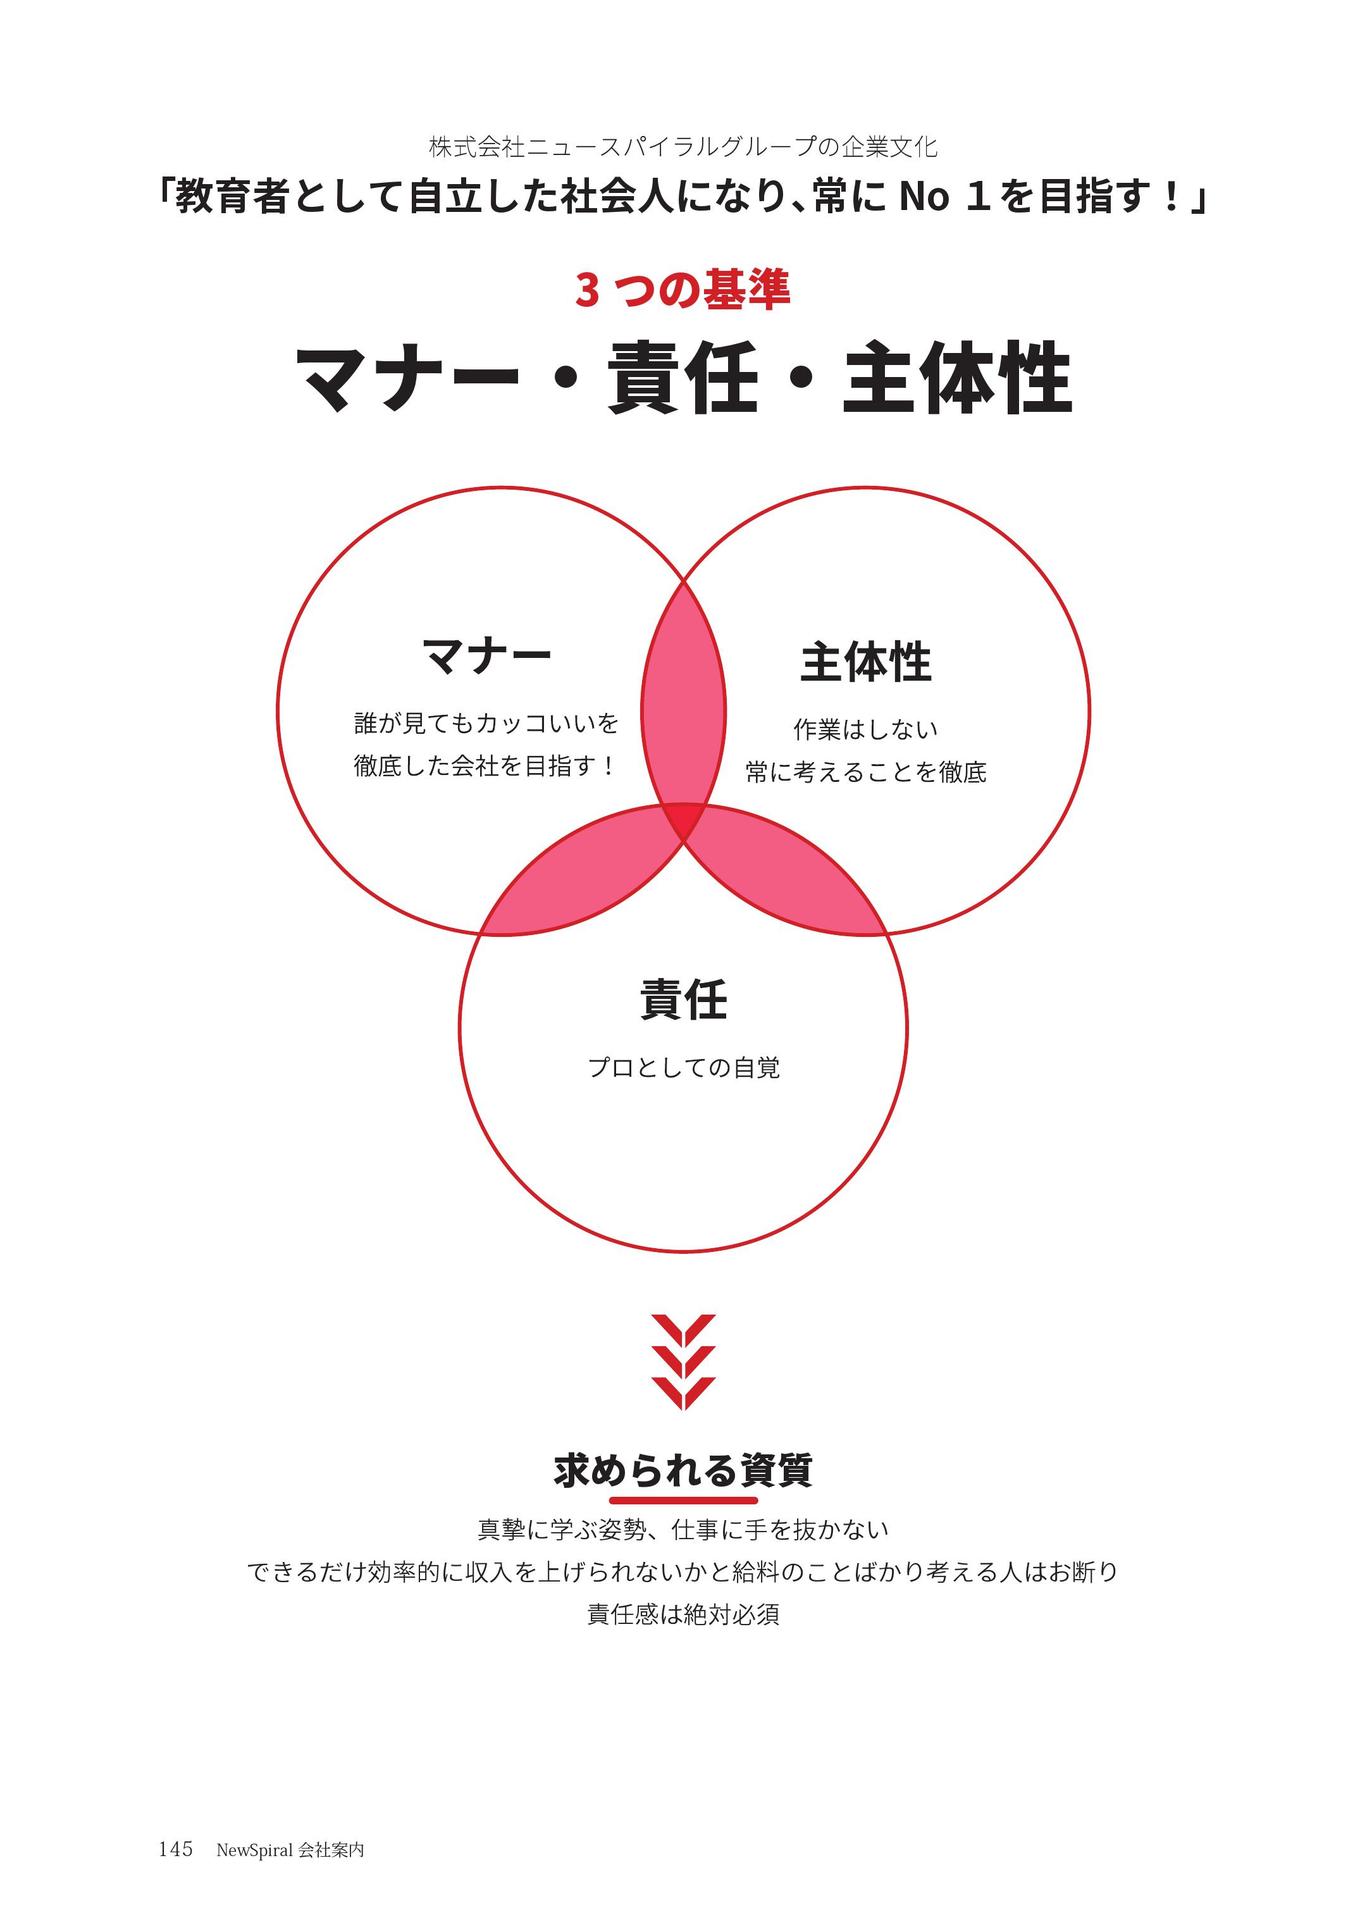 株式会社ニュースパイラルグループの企業文化
「教育者として自立した社会人になり、常に No １を目指す！」
3 つの基準
マナー・責任・主体性
マナー
誰が見てもカッコいいを
徹底した会社を目指す！
主体性
作業はしない
常に考えることを徹底
責任
プロとしての自覚
求められる資質
真摯に学ぶ姿勢、仕事に手を抜かない
できるだけ効率的に収入を上げられないかと給料のことばかり考える人はお断り
責任感は絶対必須
145 NewSpiral 会社案内